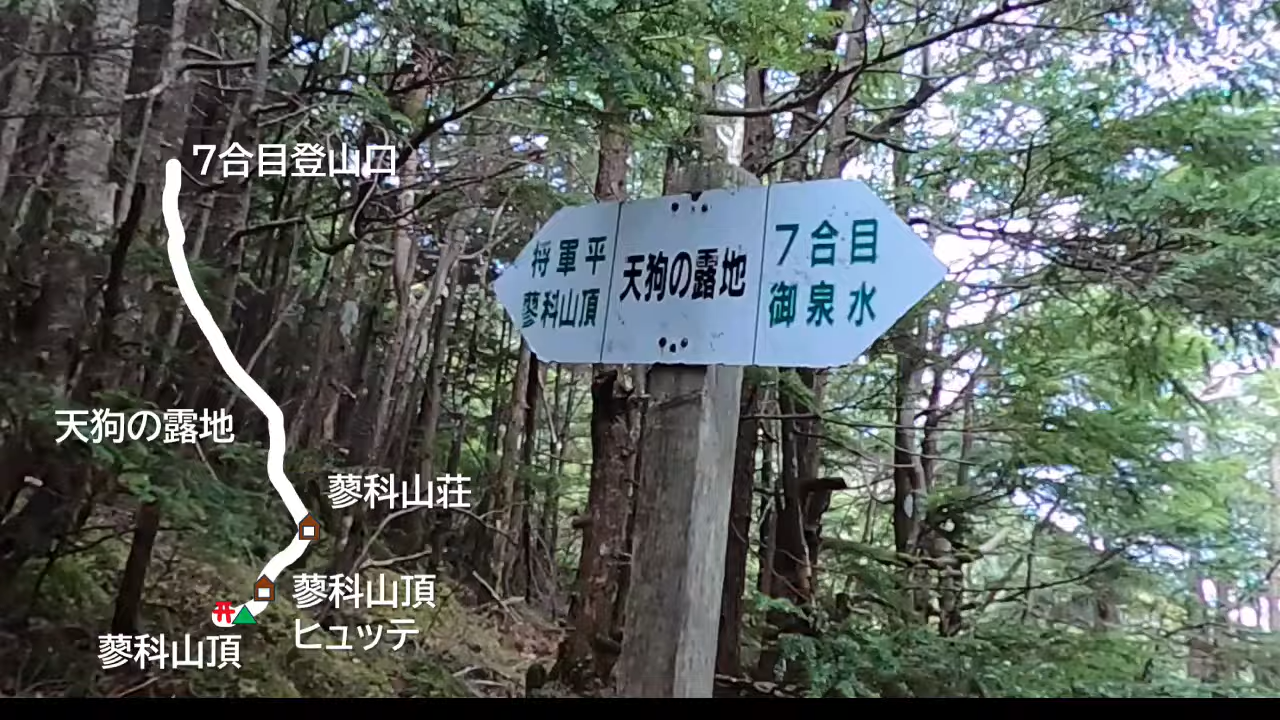 7合目登山口
天狗の露地
蓼科山荘
蓼科山頂
ヒュッテ
蓼科山頂
将軍平
蓼科山頂
天狗の露地
7合目
御泉水